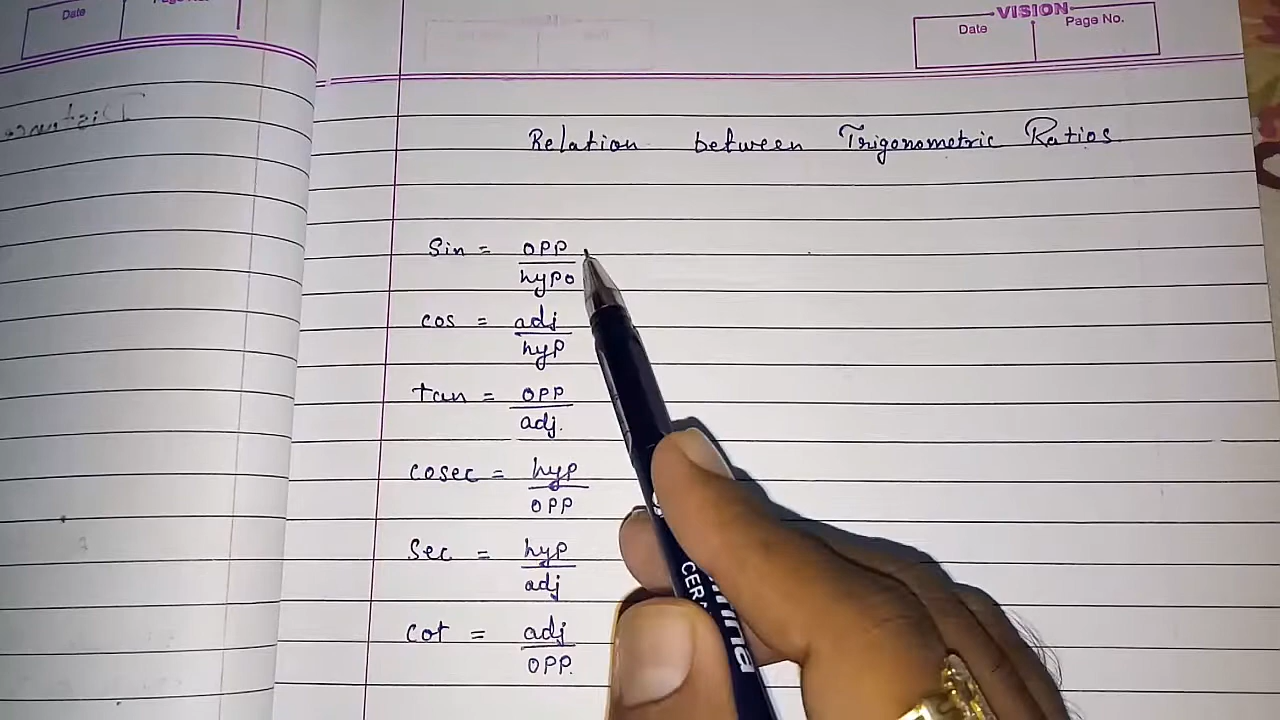 Date
VISION
Date Page No.
Relation between Trigonometric Ratios
Sin = opp/hypo
cos = adj/hyp
tan = opp/adj.
cosec = hyp/opp
Sec = hyp/adj
cot = adj/opp.